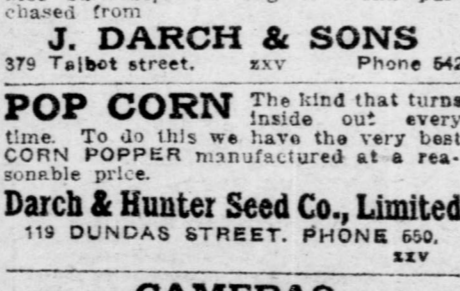 chased from
J. DARCH & SONS
379 Talbot street. zxv Phone 542
POP CORN The kind that turns
inside out every
time. To do this we have the very best
CORN POPPER manufactured at a rea-
sonable price.
Darch & Hunter Seed Co., Limited
119 DUNDAS STREET. PHONE 650.
zzv
CAMERAS